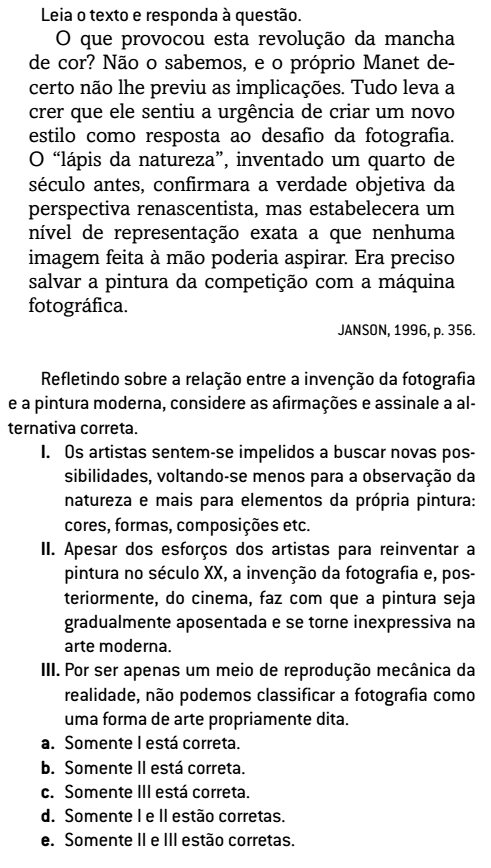 Leia o texto e responda à questão.
O que provocou esta revolução da mancha
de cor? Não o sabemos, e o próprio Manet de-
certo não lhe previu as implicações. Tudo leva a
crer que ele sentiu a urgência de criar um novo
estilo como resposta ao desafio da fotografia.
O “lápis da natureza”, inventado um quarto de
século antes, confirmara a verdade objetiva da
perspectiva renascentista, mas estabelecera um
nível de representação exata a que nenhuma
imagem feita à mão poderia aspirar. Era preciso
salvar a pintura da competição com a máquina
fotográfica.
JANSON, 1996, p. 356.
Refletindo sobre a relação entre a invenção da fotografia
e a pintura moderna, considere as afirmações e assinale a al-
ternativa correta.
I. Os artistas sentem-se impelidos a buscar novas pos-
sibilidades, voltando-se menos para a observação da
natureza e mais para elementos da própria pintura:
cores, formas, composições etc.
II. Apesar dos esforços dos artistas para reinventar a
pintura no século XX, a invenção da fotografia e, pos-
teriormente, do cinema, faz com que a pintura seja
gradualmente aposentada e se torne inexpressiva na
arte moderna.
III. Por ser apenas um meio de reprodução mecânica da
realidade, não podemos classificar a fotografia como
uma forma de arte propriamente dita.
a. Somente I está correta.
b. Somente II está correta.
c. Somente III está correta.
d. Somente I e II estão corretas.
e. Somente II e III estão corretas.